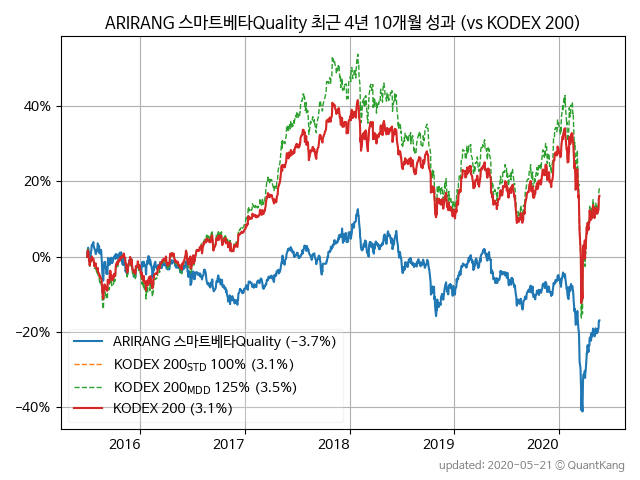 ARIRANG 스마트베타Quality 최근 4년 10개월 성과 (vs KODEX 200)
40%
20%
0%
−20%
−40%
ARIRANG 스마트베타Quality (−3.7%)
KODEX 200STD 100% (3.1%)
KODEX 200MDD 125% (3.5%)
KODEX 200 (3.1%)
2016 2017 2018 2019 2020
updated: 2020-05-21 © QuantKang